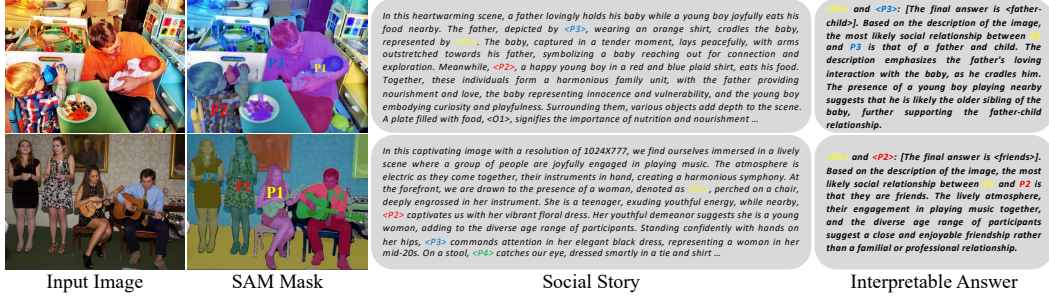 P3
P1
P2
In this heartwarming scene, a father lovingly holds his baby while a young boy joyfully eats his
food nearby. The father, depicted by <P3>, wearing an orange shirt, cradles the baby,
represented by <P1>. The baby, captured in a tender moment, lays peacefully, with arms
outstretched towards his father, symbolizing a baby reaching out for connection and
exploration. Meanwhile, <P2>, a happy young boy in a red and blue plaid shirt, eats his food.
Together, these individuals form a harmonious family unit, with the father providing
nourishment and love, the baby representing innocence and vulnerability, and the young boy
embodying curiosity and playfulness. Surrounding them, various objects add depth to the scene.
A plate filled with food, <O1>, signifies the importance of nutrition and nourishment ...
<P1> and <P3>: [The final answer is <father-
child>]. Based on the description of the image,
the most likely social relationship between P1
and P3 is that of a father and child. The
description emphasizes the father's loving
interaction with the baby, as he cradles him.
The presence of a young boy playing nearby
suggests that he is likely the older sibling of the
baby, further supporting the father-child
relationship.
P3
P2
P1
P4
In this captivating image with a resolution of 1024X777, we find ourselves immersed in a lively
scene where a group of people are joyfully engaged in playing music. The atmosphere is
electric as they come together, their instruments in hand, creating a harmonious symphony. At
the forefront, we are drawn to the presence of a woman, denoted as <P1>, perched on a chair,
deeply engrossed in her instrument. She is a teenager, exuding youthful energy, while nearby,
<P2> captivates us with her vibrant floral dress. Her youthful demeanor suggests she is a young
woman, adding to the diverse age range of participants. Standing confidently with hands on
her hips, <P3> commands attention in her elegant black dress, representing a woman in her
mid-20s. On a stool, <P4> catches our eye, dressed smartly in a tie and shirt ...
<P1> and <P2>: [The final answer is <friends>].
Based on the description of the image, the most
likely social relationship between P1 and P2 is
that they are friends. The lively atmosphere,
their engagement in playing music together,
and the diverse age range of participants
suggest a close and enjoyable friendship rather
than a familial or professional relationship.
Input Image
SAM Mask
Social Story
Interpretable Answer